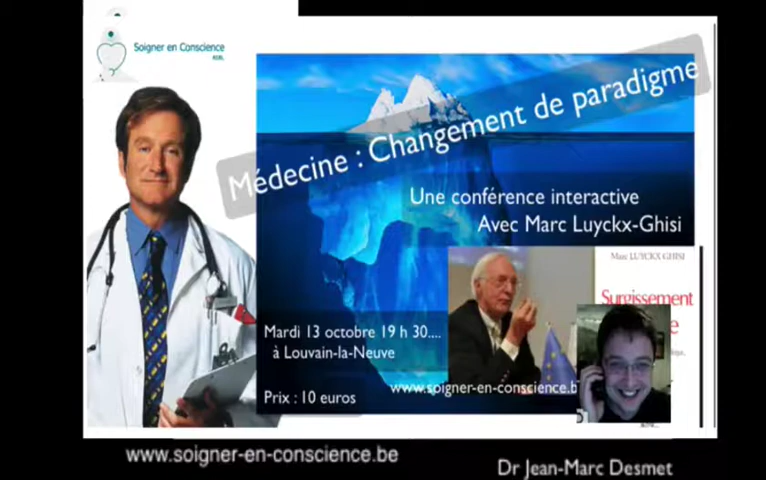 Soigner en Conscience
ASBL
Médecine : Changement de paradigme
Une conférence interactive
Avec Marc Luyckx-Ghisi
Marc LUYCKX GHISI
Surgissement
Mardi 13 octobre 19 h 30....
à Louvain-la-Neuve
www.soigner-en-conscience.b
Prix : 10 euros
www.soigner-en-conscience.be
Dr Jean-Marc Desmet